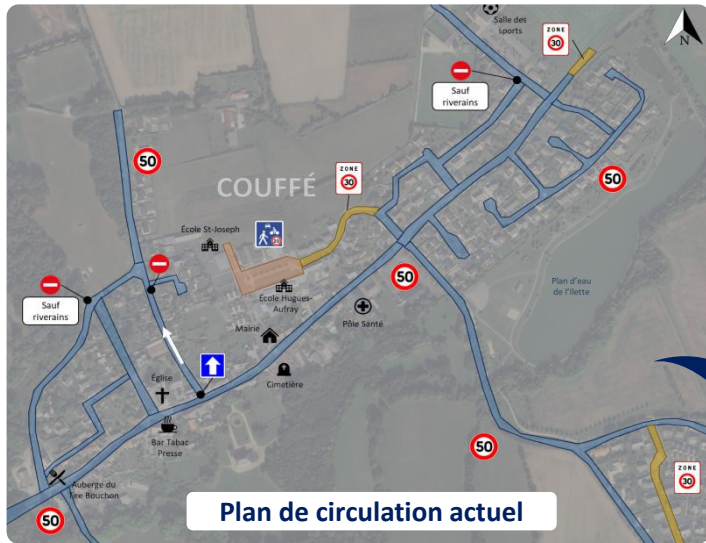 Salle des
sports
ZONE
30
N
Sauf
riverains
50
COUFFÉ
ZONE
30
50
École St-Joseph
20
50
Sauf
riverains
École Hugues-
Aufray
Plan d'eau
de l'Ilette
Mairie
Pôle Santé
Église
Cimetière
Bar Tabac
Presse
50
Auberge du
Tire Bouchon
ZONE
30
50
Plan de circulation actuel